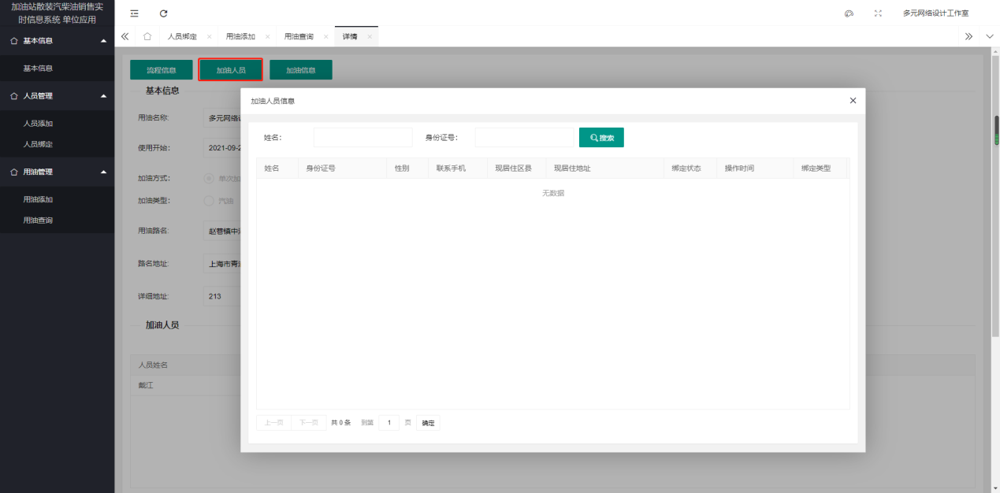 加油站散装汽柴油销售实
时信息系统 单位应用
多元网络设计工作室
基本信息
基本信息
人员管理
人员添加
人员绑定
用油管理
用油添加
用油查询
人员绑定 用油添加 用油查询 详情
流程信息 加油人员 加油信息
基本信息
用油名称: 多元网络
使用开始: 2021-09-2
加油方式: 单次加
加油类型: 汽油
用油路名: 赵巷镇中
路名地址: 上海市青
详细地址: 213
加油人员
人员姓名
戴江
加油人员信息
姓名: 身份证号: 搜索
姓名 身份证号 性别 联系手机 现居住区县 现居住地址 绑定状态 操作时间 绑定类型
无数据
上一页 下一页 共 0 条 到第 1 页 确定